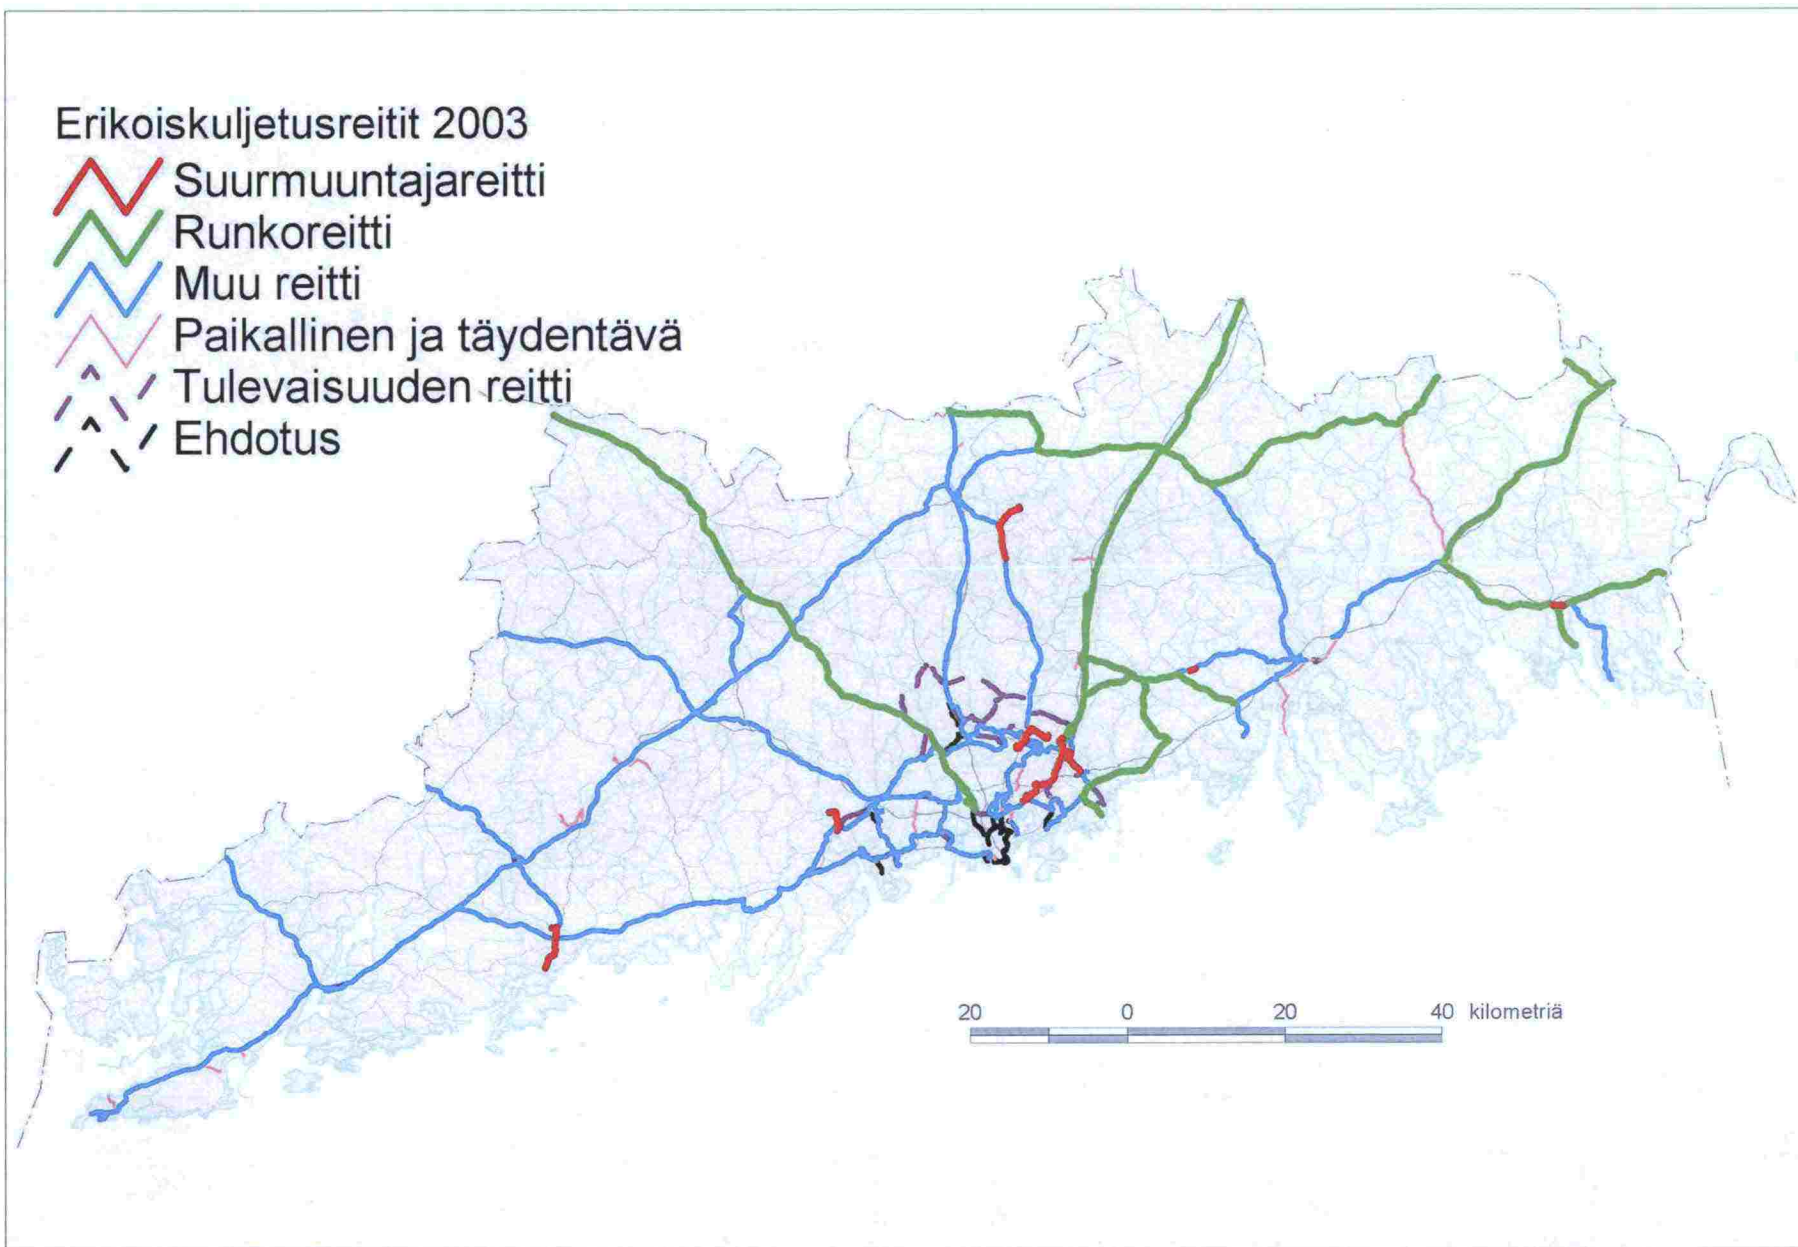 Erikoiskuljetusreitit 2003
Suurmuuntajareitti
Runkoreitti
Muu reitti
Paikallinen ja täydentävä
Tulevaisuuden reitti
Ehdotus
20 0 20 40 kilometriä